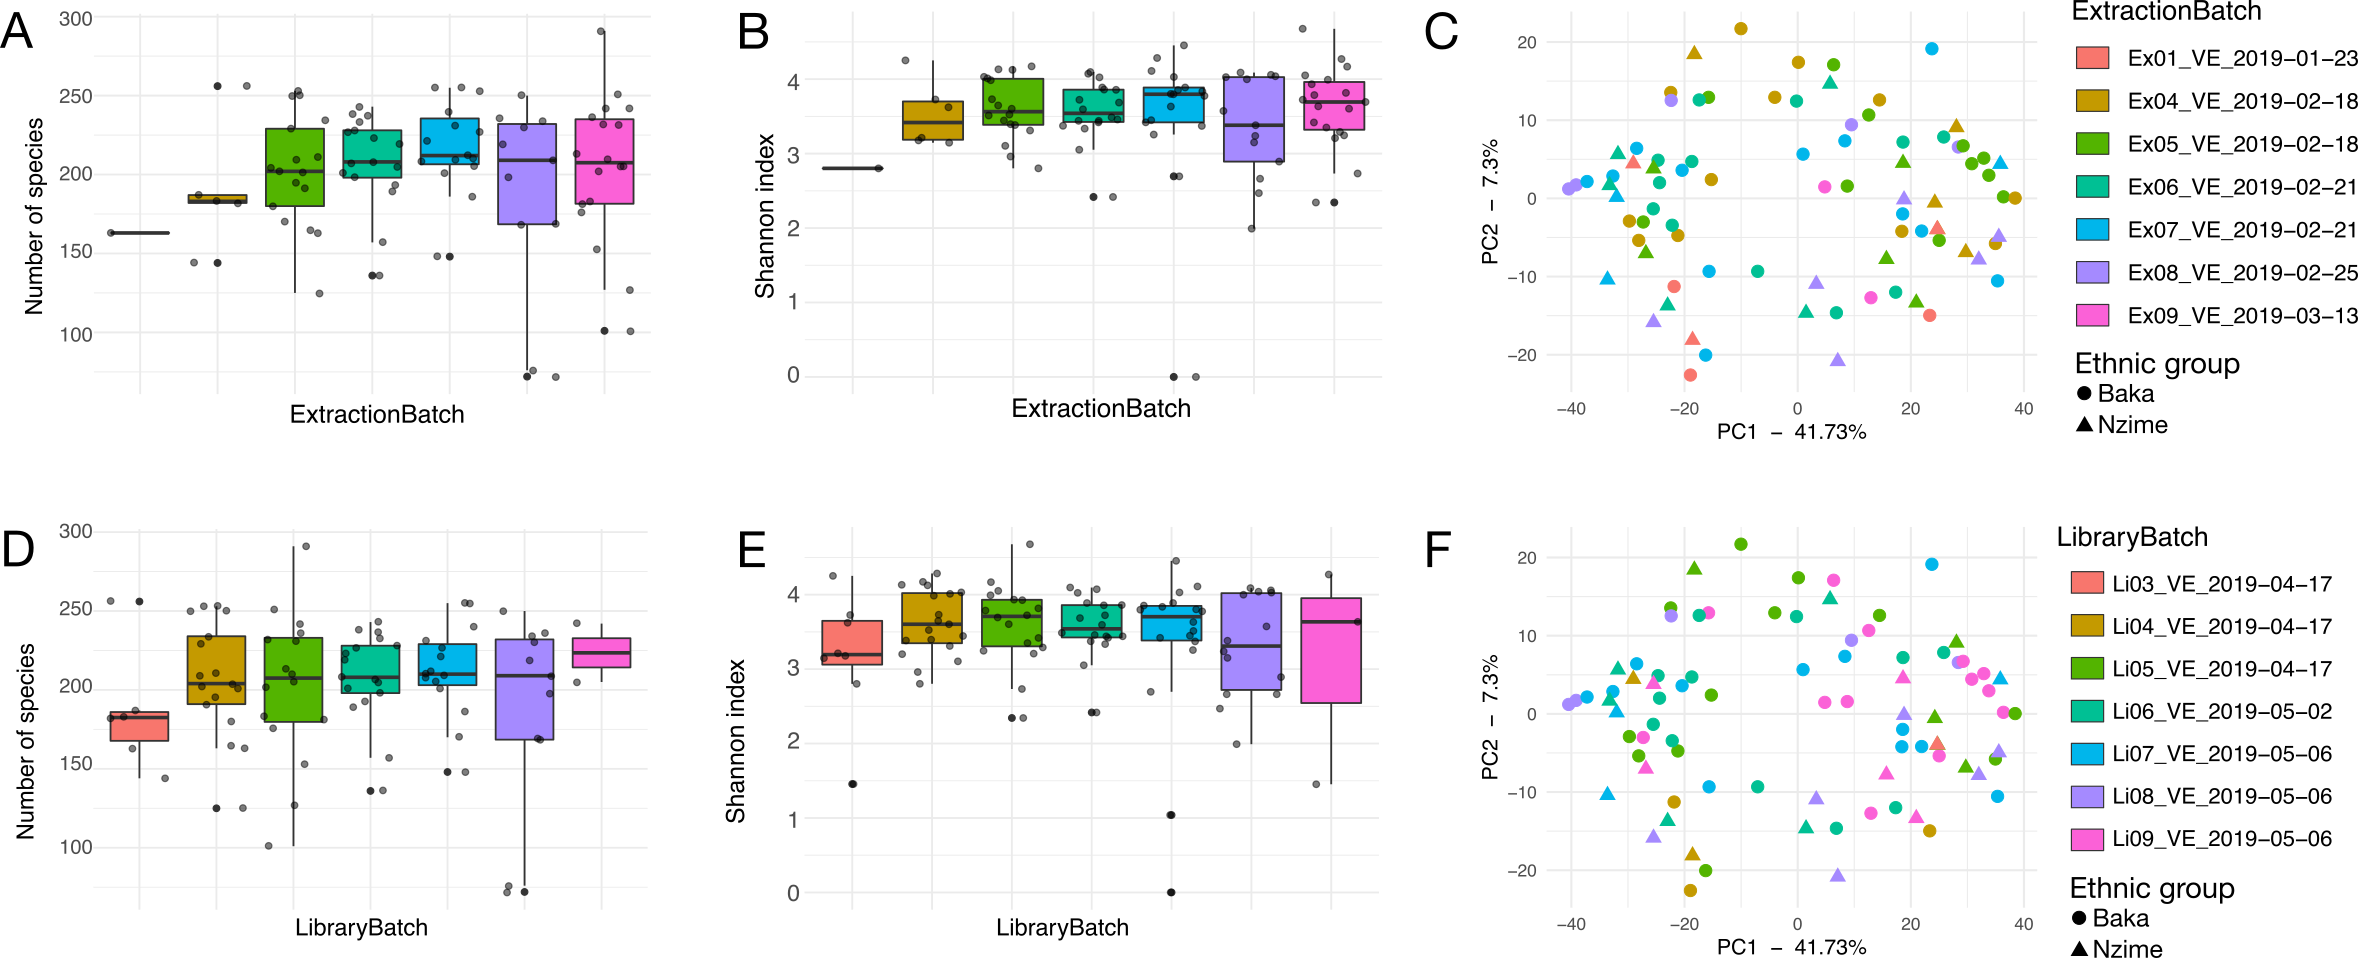 A
300
250
200
150
100
Number of species
ExtractionBatch
B
4
3
2
1
0
Shannon index
ExtractionBatch
C
20
10
0
−10
−20
PC2 − 7.3%
−40
−20
0
20
40
PC1 − 41.73%
ExtractionBatch
Ex01_VE_2019−01−23
Ex04_VE_2019−02−18
Ex05_VE_2019−02−18
Ex06_VE_2019−02−21
Ex07_VE_2019−02−21
Ex08_VE_2019−02−25
Ex09_VE_2019−03−13
Ethnic group
Baka
Nzime
D
300
250
200
150
100
Number of species
LibraryBatch
E
4
3
2
1
0
Shannon index
LibraryBatch
F
20
10
0
−10
−20
PC2 − 7.3%
−40
−20
0
20
40
PC1 − 41.73%
LibraryBatch
Li03_VE_2019−04−17
Li04_VE_2019−04−17
Li05_VE_2019−04−17
Li06_VE_2019−05−02
Li07_VE_2019−05−06
Li08_VE_2019−05−06
Li09_VE_2019−05−06
Ethnic group
Baka
Nzime